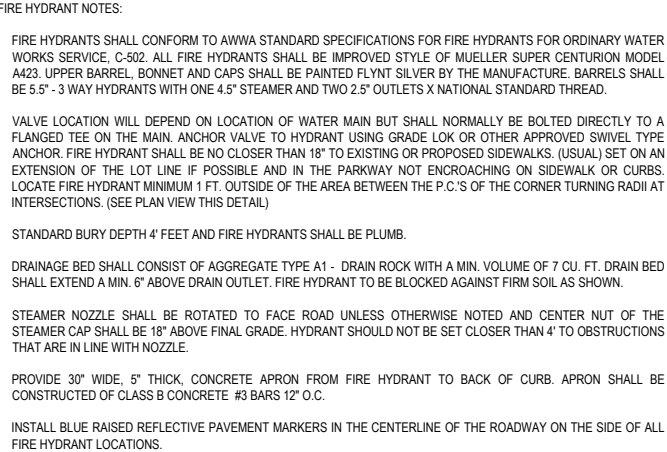 FIRE HYDRANT NOTES:
FIRE HYDRANTS SHALL CONFORM TO AWWA STANDARD SPECIFICATIONS FOR FIRE HYDRANTS FOR ORDINARY WATER
WORKS SERVICE, C-502. ALL FIRE HYDRANTS SHALL BE IMPROVED STYLE OF MUELLER SUPER CENTURION MODEL
A423. UPPER BARREL, BONNET AND CAPS SHALL BE PAINTED FLYNT SILVER BY THE MANUFACTURE. BARRELS SHALL
BE 5.5" - 3 WAY HYDRANTS WITH ONE 4.5" STEAMER AND TWO 2.5" OUTLETS X NATIONAL STANDARD THREAD.
VALVE LOCATION WILL DEPEND ON LOCATION OF WATER MAIN BUT SHALL NORMALLY BE BOLTED DIRECTLY TO A
FLANGED TEE ON THE MAIN. ANCHOR VALVE TO HYDRANT USING GRADE LOK OR OTHER APPROVED SWIVEL TYPE
ANCHOR. FIRE HYDRANT SHALL BE NO CLOSER THAN 18" TO EXISTING OR PROPOSED SIDEWALKS. (USUAL) SET ON AN
EXTENSION OF THE LOT LINE IF POSSIBLE AND IN THE PARKWAY NOT ENCROACHING ON SIDEWALK OR CURBS.
LOCATE FIRE HYDRANT MINIMUM 1 FT. OUTSIDE OF THE AREA BETWEEN THE P.C.'S OF THE CORNER TURNING RADII AT
INTERSECTIONS. (SEE PLAN VIEW THIS DETAIL)
STANDARD BURY DEPTH 4' FEET AND FIRE HYDRANTS SHALL BE PLUMB.
DRAINAGE BED SHALL CONSIST OF AGGREGATE TYPE A1 - DRAIN ROCK WITH A MIN. VOLUME OF 7 CU. FT. DRAIN BED
SHALL EXTEND A MIN. 6" ABOVE DRAIN OUTLET. FIRE HYDRANT TO BE BLOCKED AGAINST FIRM SOIL AS SHOWN.
STEAMER NOZZLE SHALL BE ROTATED TO FACE ROAD UNLESS OTHERWISE NOTED AND CENTER NUT OF THE
STEAMER CAP SHALL BE 18" ABOVE FINAL GRADE. HYDRANT SHOULD NOT BE SET CLOSER THAN 4' TO OBSTRUCTIONS
THAT ARE IN LINE WITH NOZZLE.
PROVIDE 30" WIDE, 5" THICK, CONCRETE APRON FROM FIRE HYDRANT TO BACK OF CURB. APRON SHALL BE
CONSTRUCTED OF CLASS B CONCRETE #3 BARS 12" O.C.
INSTALL BLUE RAISED REFLECTIVE PAVEMENT MARKERS IN THE CENTERLINE OF THE ROADWAY ON THE SIDE OF ALL
FIRE HYDRANT LOCATIONS.